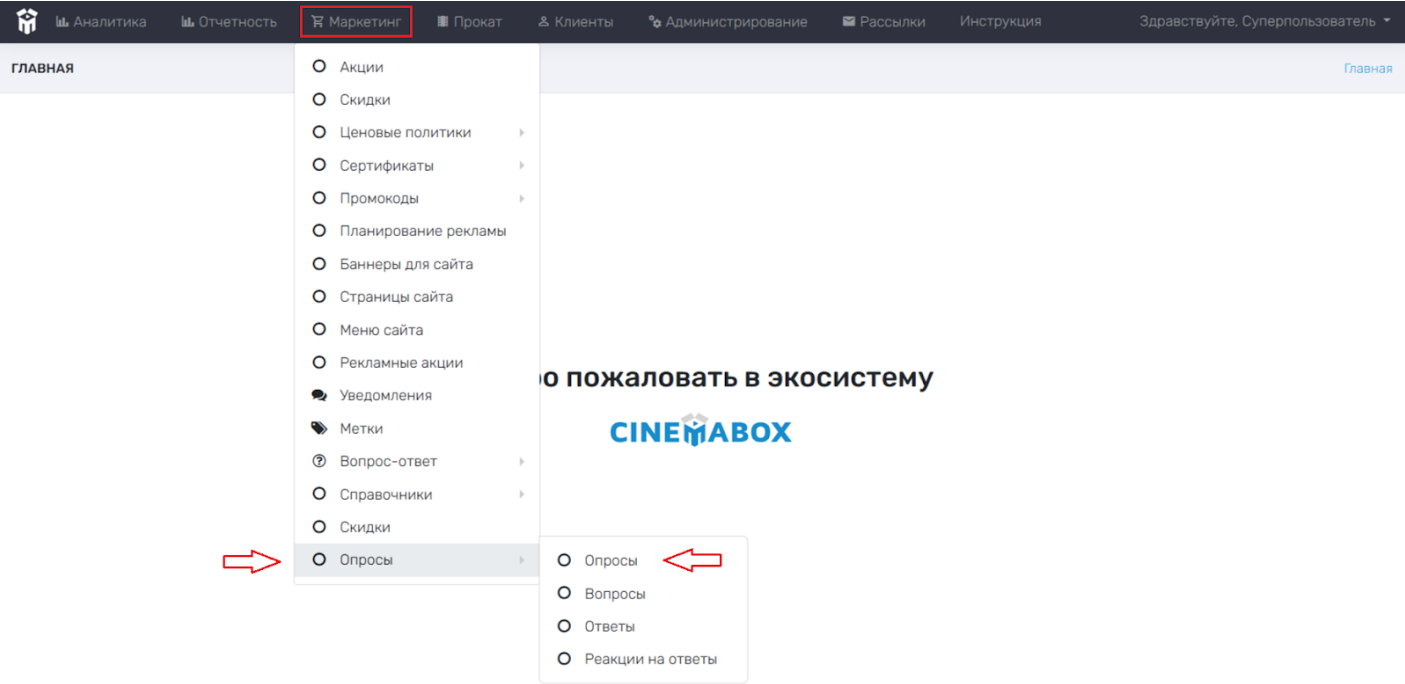 Аналитика Отчетность Маркетинг Прокат Клиенты Администрирование Рассылки Инструкция Здравствуйте, Суперпользователь
ГЛАВНАЯ Главная
Акции
Скидки
Ценовые политики
Сертификаты
Промокоды
Планирование рекламы
Баннеры для сайта
Страницы сайта
Меню сайта
Рекламные акции
Уведомления
Метки
Вопрос-ответ
Справочники
Скидки
Опросы
Опросы
Вопросы
Ответы
Реакции на ответы
пожаловать в экосистему
CINEMABOX